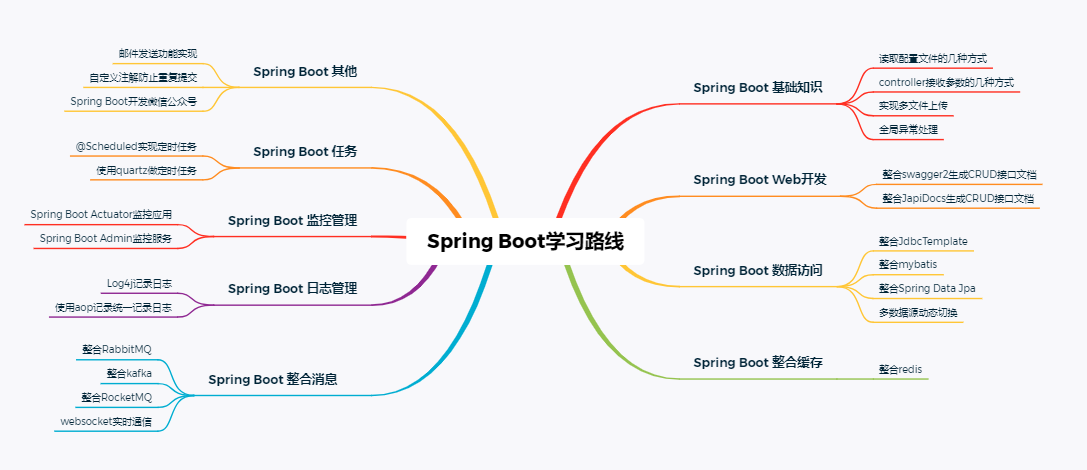 Spring Boot学习路线
Spring Boot 基础知识
读取配置文件的几种方式
controller接收参数的几种方式
实现多文件上传
全局异常处理
Spring Boot Web开发
整合swagger2生成CRUD接口文档
整合JapiDocs生成CRUD接口文档
Spring Boot 数据访问
整合JdbcTemplate
整合mybatis
整合Spring Data Jpa
多数据源动态切换
Spring Boot 整合缓存
整合redis
Spring Boot 其他
邮件发送功能实现
自定义注解防止重复提交
Spring Boot开发微信公众号
Spring Boot 任务
@Scheduled实现定时任务
使用quartz做定时任务
Spring Boot 监控管理
Spring Boot Actuator监控应用
Spring Boot Admin监控服务
Spring Boot 日志管理
Log4j记录日志
使用aop记录统一记录日志
Spring Boot 整合消息
整合RabbitMQ
整合kafka
整合RocketMQ
websocket实时通信